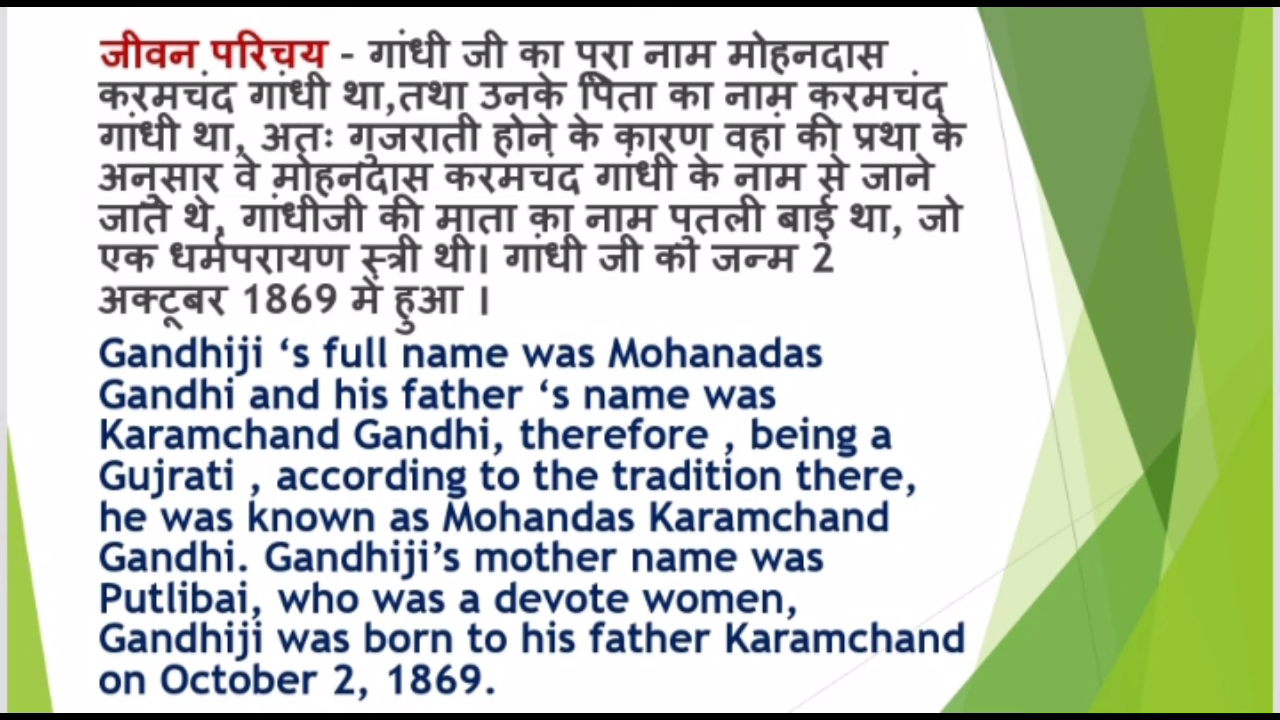 जीवन परिचय - गांधी जी का पूरा नाम मोहनदास
करमचंद गांधी था,तथा उनके पिता का नाम करमचंद
गांधी था, अतः गुजराती होने के कारण वहां की प्रथा के
अनुसार वे मोहनदास करमचंद गांधी के नाम से जाने
जाते थे, गांधीजी की माता का नाम पुतली बाई था, जो
एक धर्मपरायण स्त्री थी। गांधी जी का जन्म 2
अक्टूबर 1869 में हुआ ।
Gandhiji ‘s full name was Mohanadas
Gandhi and his father ‘s name was
Karamchand Gandhi, therefore , being a
Gujrati , according to the tradition there,
he was known as Mohandas Karamchand
Gandhi. Gandhiji’s mother name was
Putlibai, who was a devote women,
Gandhiji was born to his father Karamchand
on October 2, 1869.